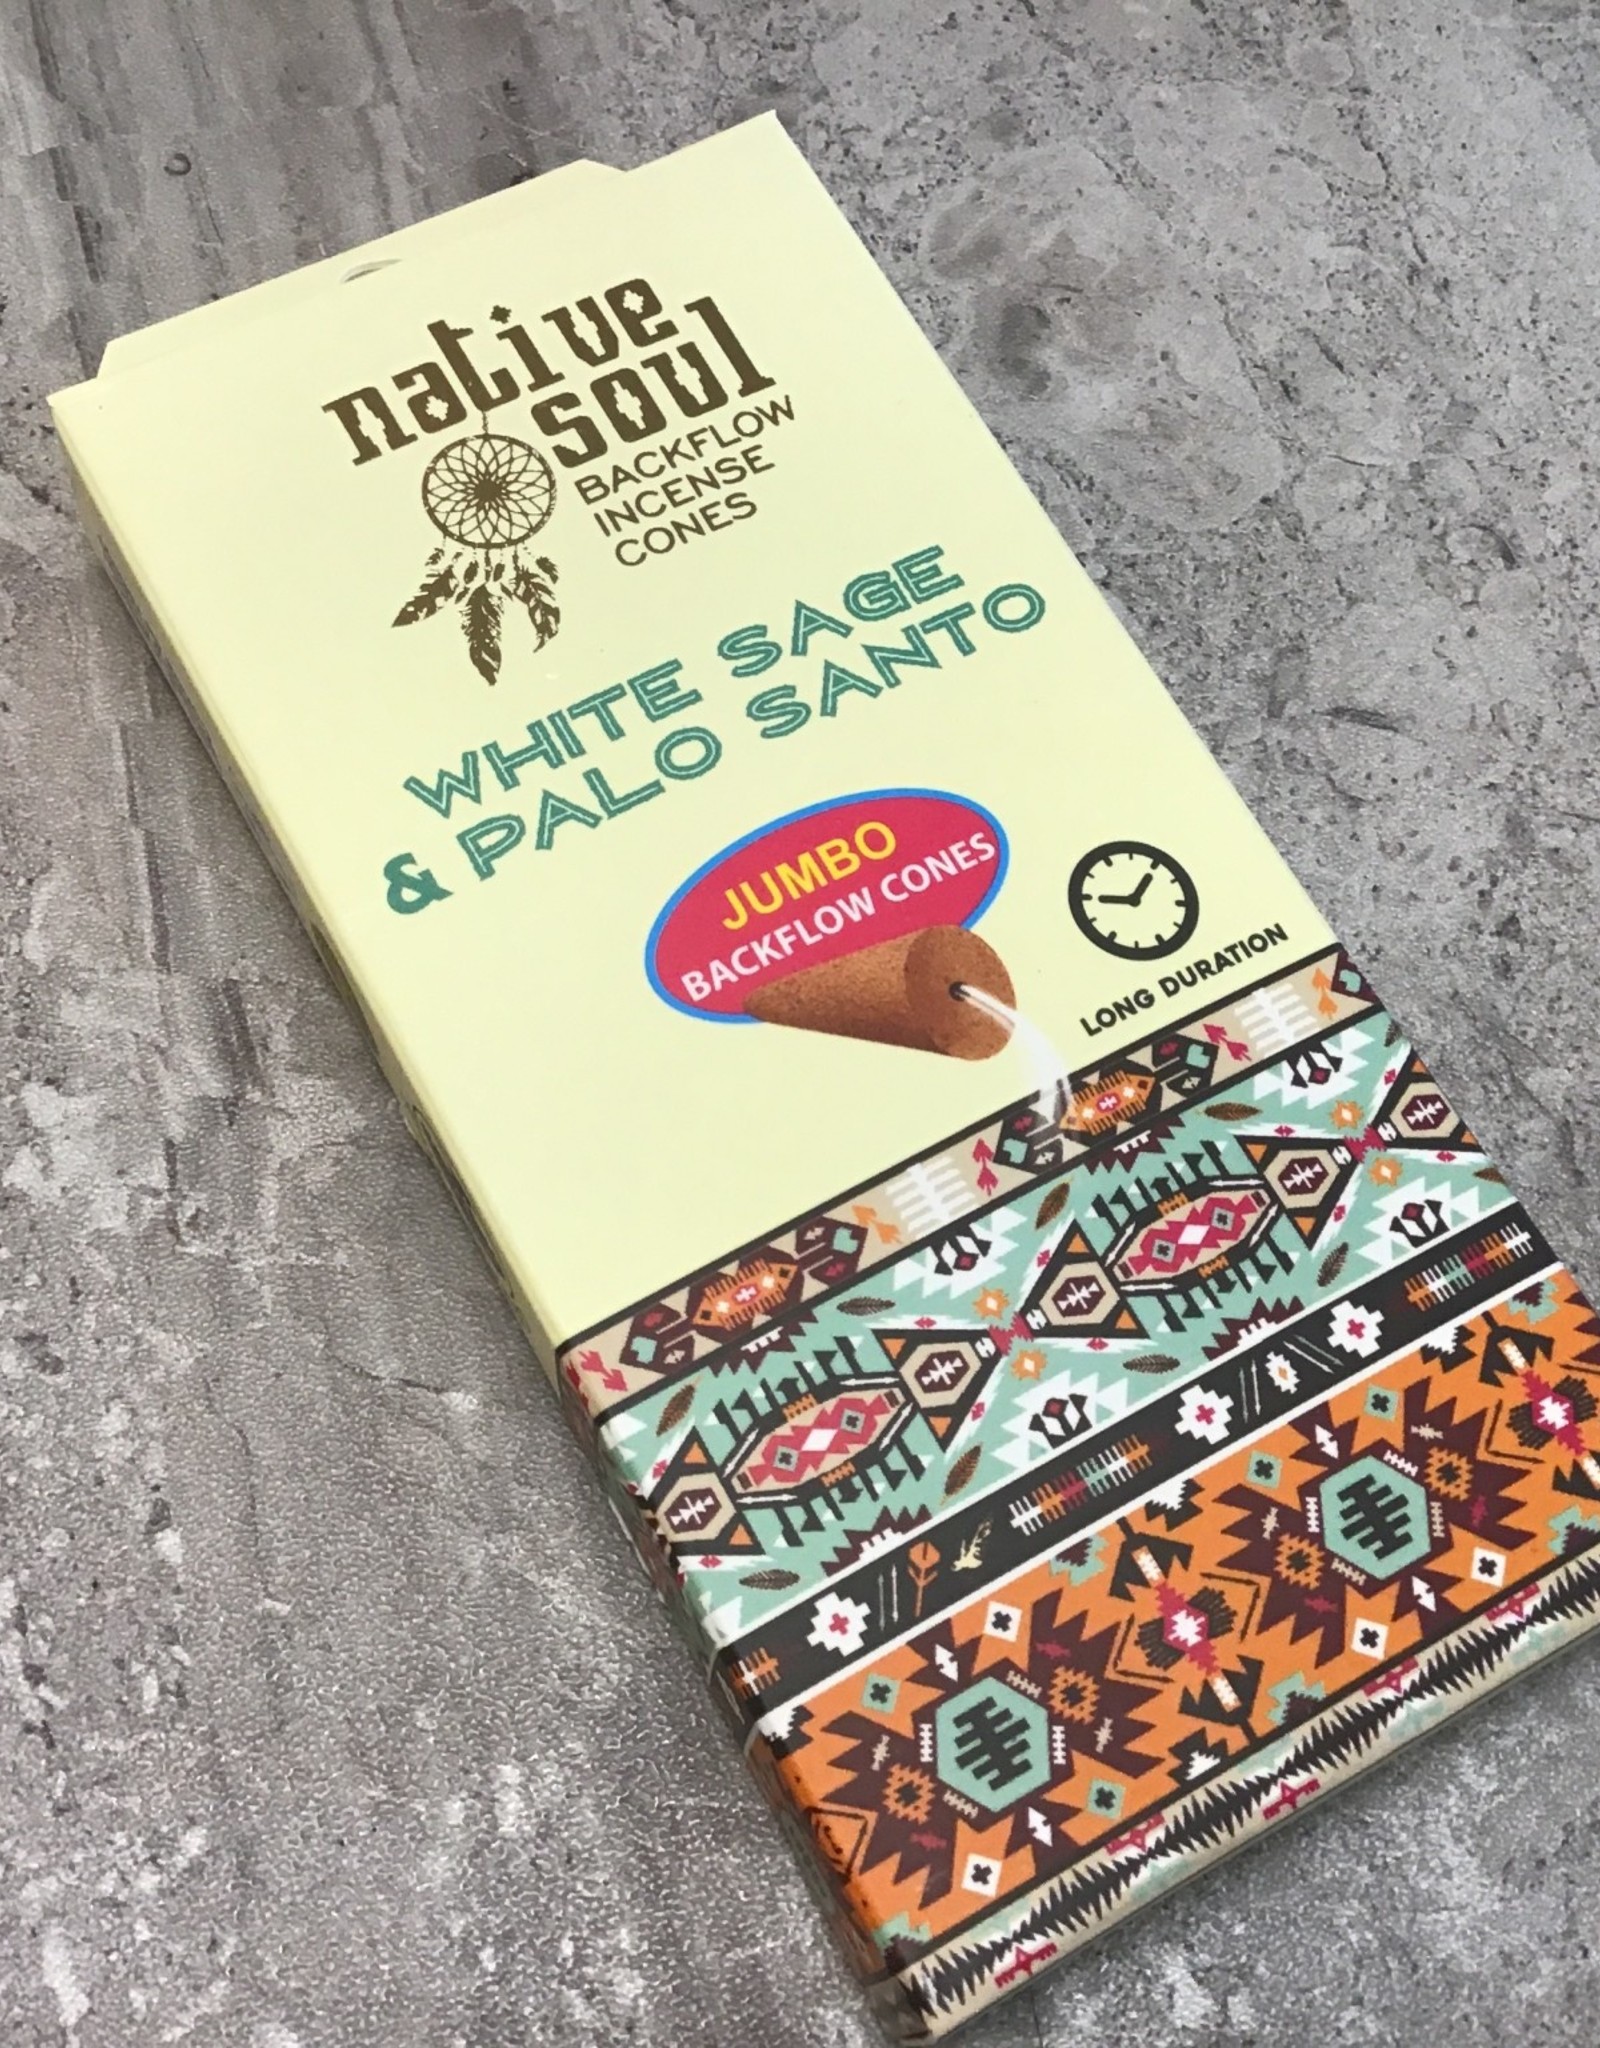 native
soul
BACKFLOW
INCENSE
CONES
WHITE SAGE
& PALO SANTO
JUMBO
BACKFLOW CONES
LONG DURATION